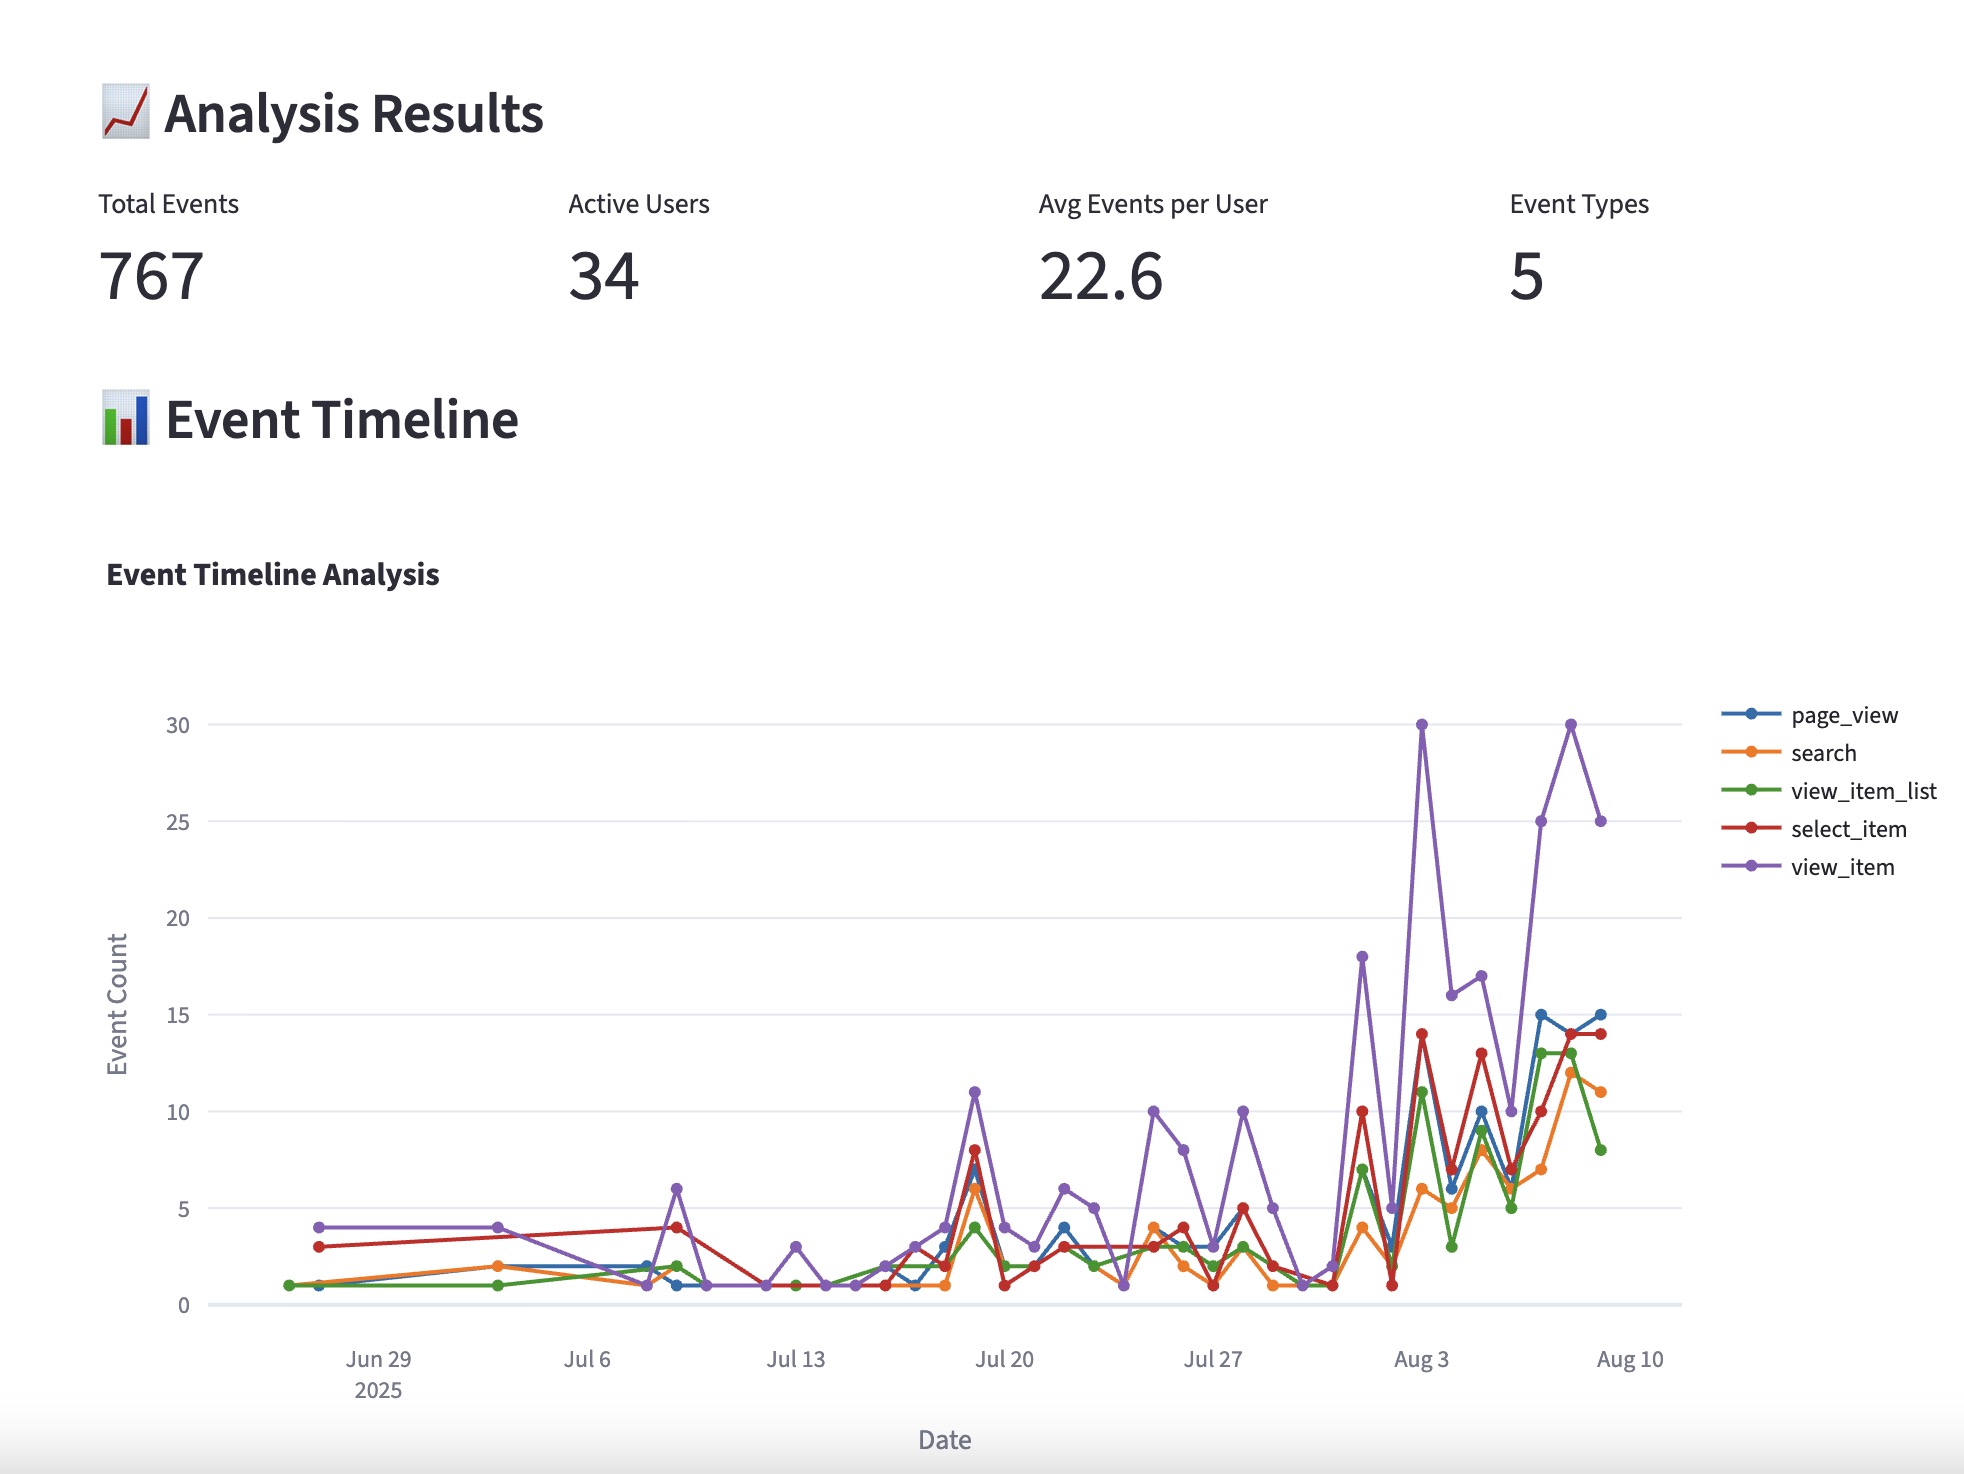 Analysis Results
Total Events
Active Users
Avg Events per User
Event Types
767
34
22.6
5
Event Timeline
Event Timeline Analysis
30
25
20
15
10
5
0
Event Count
page_view
search
view_item_list
select_item
view_item
Jun 29
2025
Jul 6
Jul 13
Jul 20
Jul 27
Aug 3
Aug 10
Date